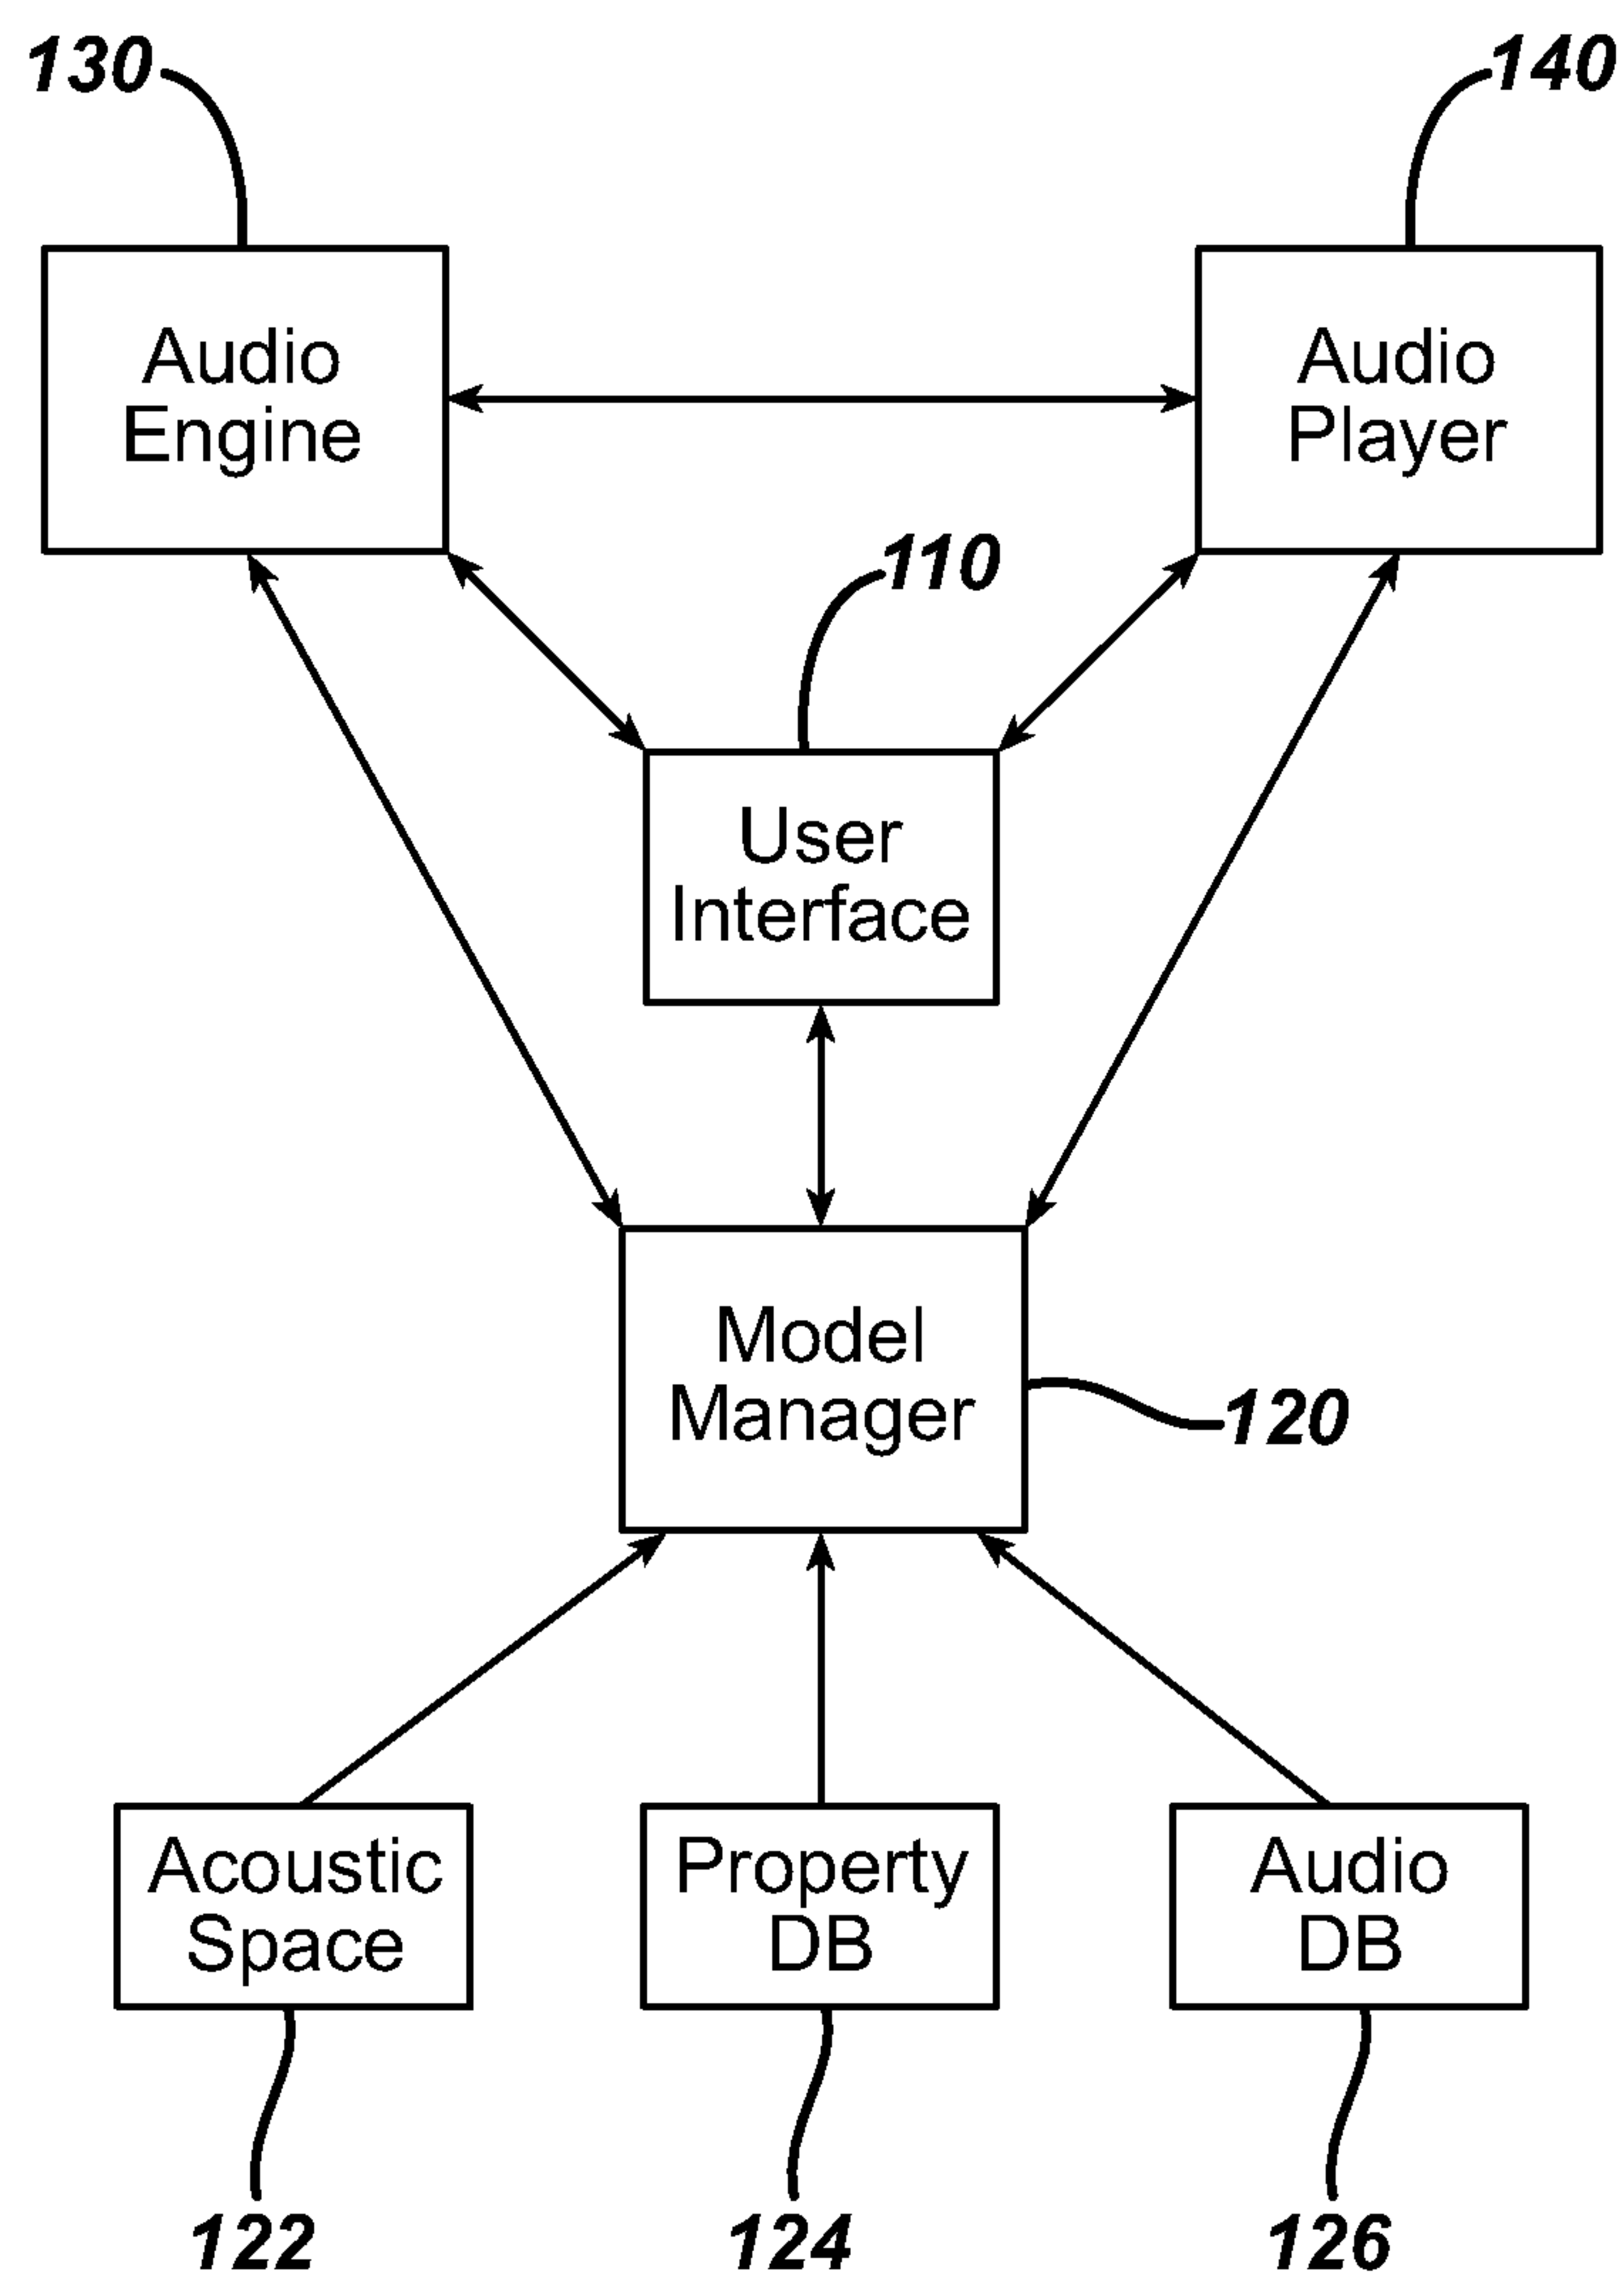 130
140
Audio
Engine
Audio
Player
110
User
Interface
Model
Manager
120
Acoustic
Space
Property
DB
Audio
DB
122
124
126